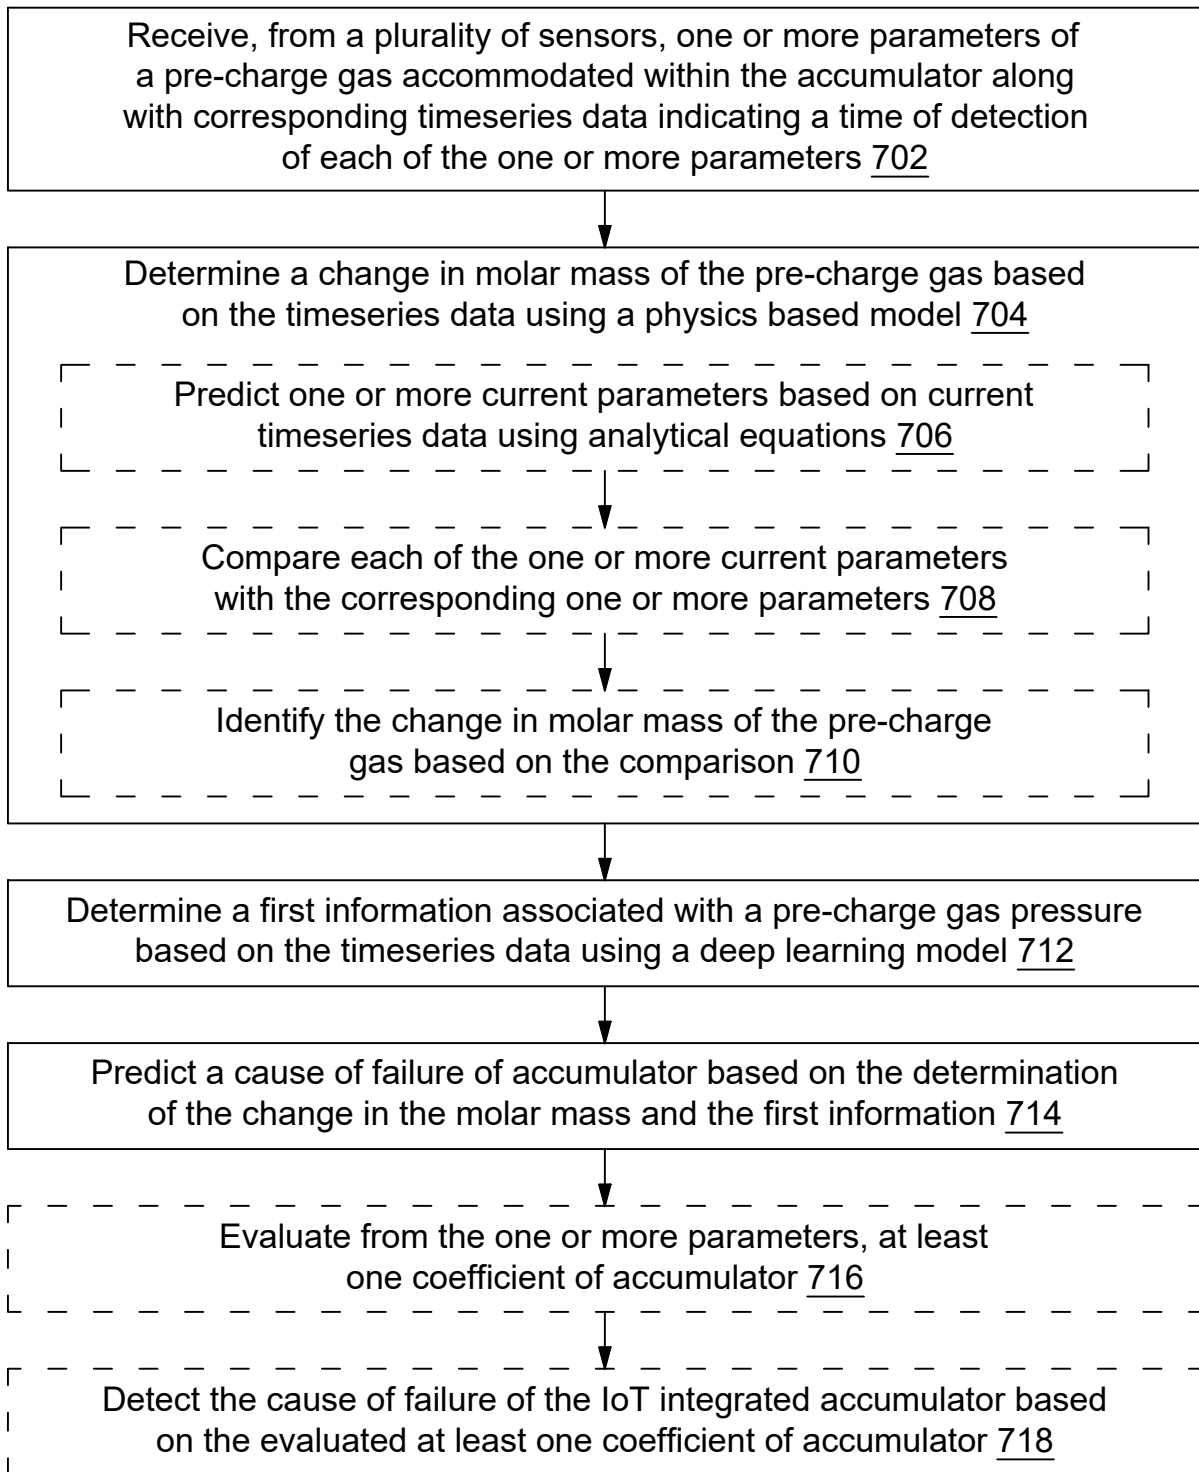 Receive, from a plurality of sensors, one or more parameters of
a pre-charge gas accommodated within the accumulator along
with corresponding timeseries data indicating a time of detection
of each of the one or more parameters 702
Determine a change in molar mass of the pre-charge gas based
on the timeseries data using a physics based model 704
Predict one or more current parameters based on current
timeseries data using analytical equations 706
Compare each of the one or more current parameters
with the corresponding one or more parameters 708
Identify the change in molar mass of the pre-charge
gas based on the comparison 710
Determine a first information associated with a pre-charge gas pressure
based on the timeseries data using a deep learning model 712
Predict a cause of failure of accumulator based on the determination
of the change in the molar mass and the first information 714
Evaluate from the one or more parameters, at least
one coefficient of accumulator 716
Detect the cause of failure of the IoT integrated accumulator based
on the evaluated at least one coefficient of accumulator 718